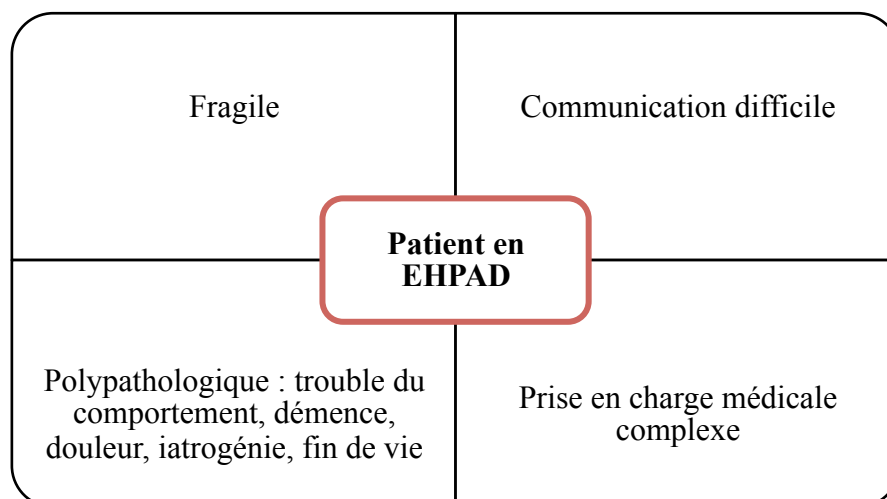 Fragile
Communication difficile
Patient en
EHPAD
Polypathologique : trouble du
comportement, démence,
douleur, iatrogénie, fin de vie
Prise en charge médicale
complexe